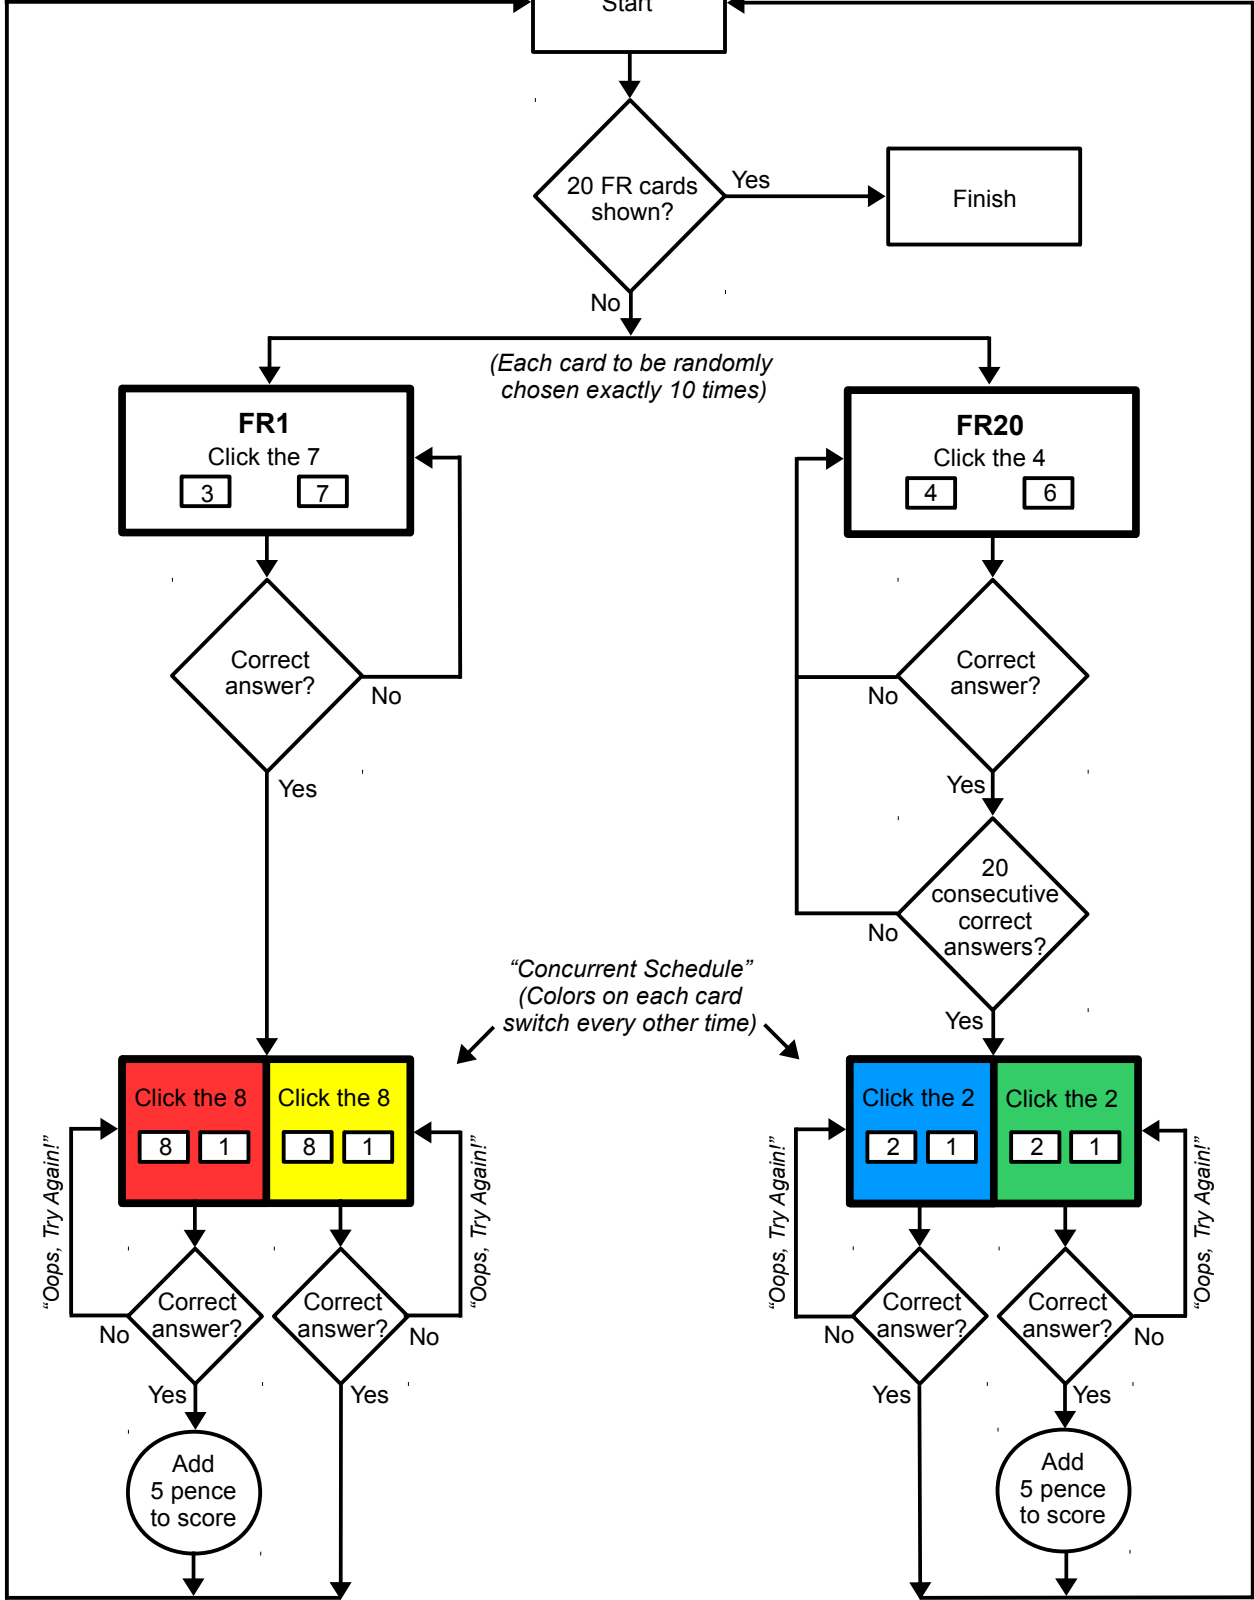 Start
20 FR cards
shown?
Yes
Finish
No
(Each card to be randomly
chosen exactly 10 times)
FR1
Click the 7
3
7
FR20
Click the 4
4
6
Correct
answer?
No
Yes
Correct
answer?
No
Yes
20
consecutive
correct
answers?
No
Yes
“Concurrent Schedule”
(Colors on each card
switch every other time)
Click the 8
8
1
Click the 8
8
1
Click the 2
2
1
Click the 2
2
1
“Oops, Try Again!”
“Oops, Try Again!”
“Oops, Try Again!”
“Oops, Try Again!”
Correct
answer?
No
Yes
Correct
answer?
No
Yes
Correct
answer?
No
Yes
Correct
answer?
No
Yes
Add
5 pence
to score
Add
5 pence
to score